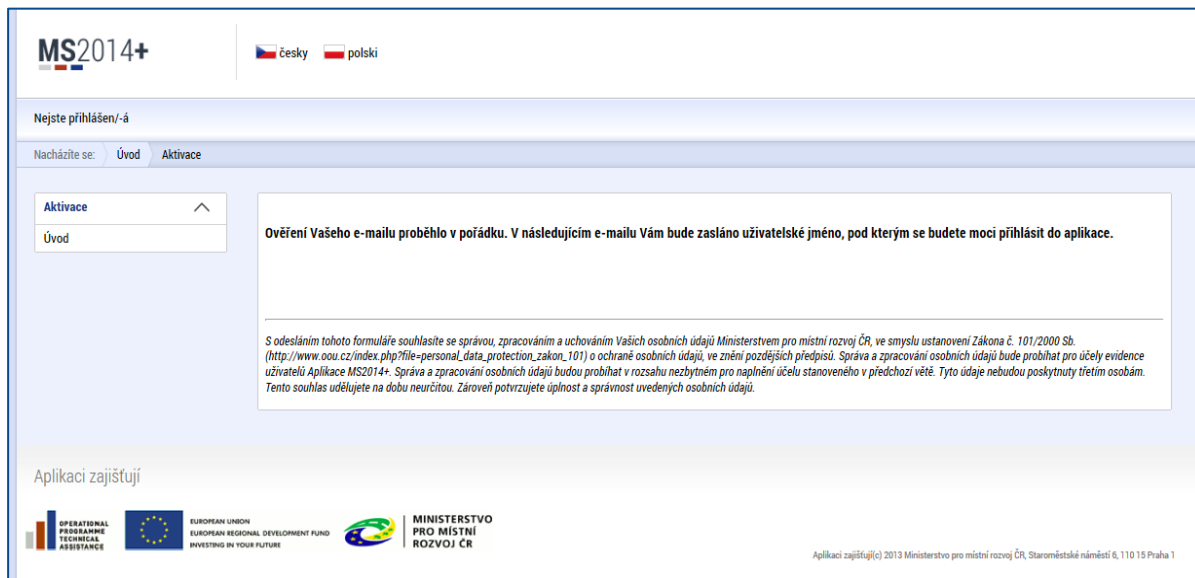 MS2014+
česky polski
Nejste přihlášen/-á
Nacházíte se: Úvod Aktivace
Aktivace
Úvod
Ověření Vašeho e-mailu proběhlo v pořádku. V následujícím e-mailu Vám bude zasláno uživatelské jméno, pod kterým se budete moci přihlásit do aplikace.
S odesláním tohoto formuláře souhlasíte se správou, zpracováním a uchováním Vašich osobních údajů Ministerstvem pro místní rozvoj ČR, ve smyslu ustanovení Zákona č. 101/2000 Sb.
(http://www.oou.cz/index.php?file=personal_data_protection_zakon_101) o ochraně osobních údajů, ve znění pozdějších předpisů. Správa a zpracování osobních údajů bude probíhat pro účely evidence
uživatelů Aplikace MS2014+. Správa a zpracování osobních údajů budou probíhat v rozsahu nezbytném pro naplnění účelu stanoveného v předchozí větě. Tyto údaje nebudou poskytnuty třetím osobám.
Tento souhlas udělujete na dobu neurčitou. Zároveň potvrzujete úplnost a správnost uvedených osobních údajů.
Aplikaci zajišťují
OPERATIONAL
PROGRAMME
TECHNICAL
ASSISTANCE
EUROPEAN UNION
EUROPEAN REGIONAL DEVELOPMENT FUND
INVESTING IN YOUR FUTURE
MINISTERSTVO
PRO MÍSTNÍ
ROZVOJ ČR
Aplikaci zajišťují(c) 2013 Ministerstvo pro místní rozvoj ČR, Staroměstské náměstí 6, 110 15 Praha 1